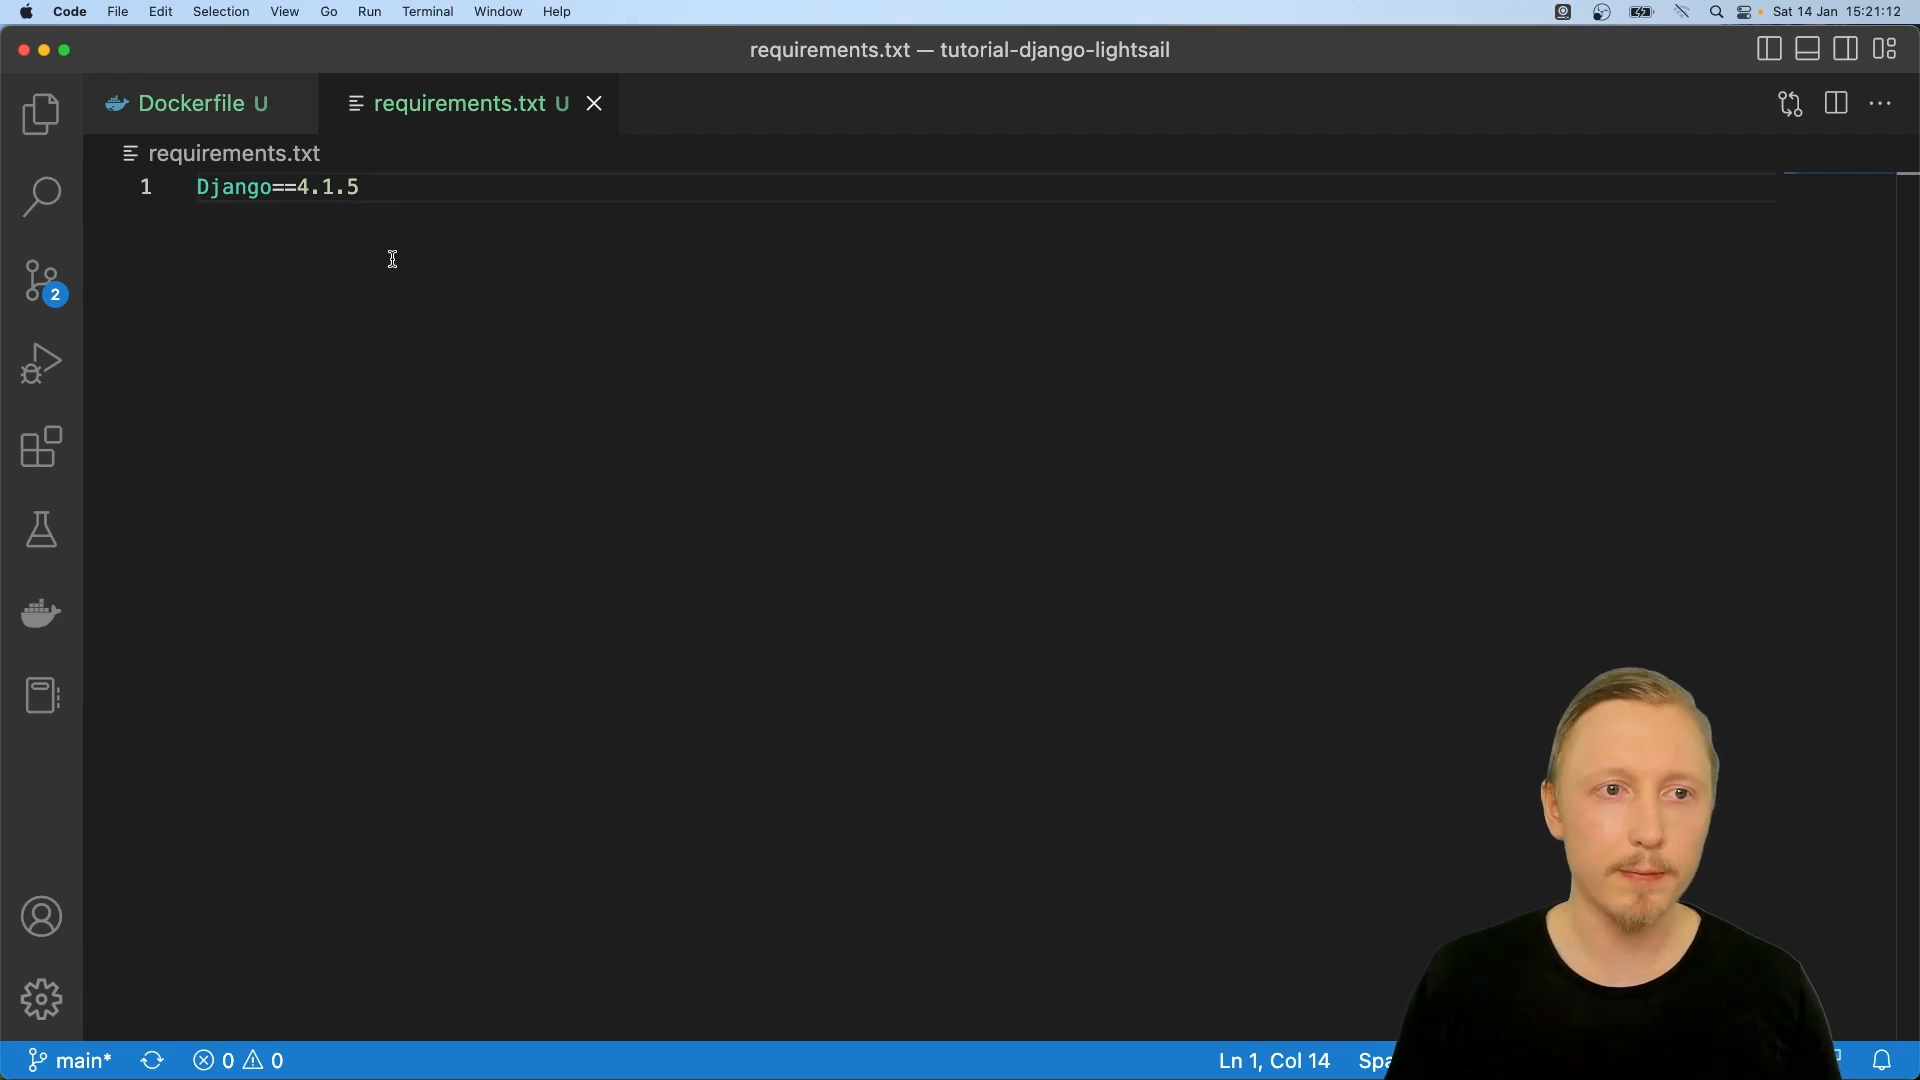 Code File Edit Selection View Go Run Terminal Window Help Sat 14 Jan 15:21:12
requirements.txt — tutorial-django-lightsail
Dockerfile U requirements.txt U
requirements.txt
1 Django==4.1.5
2
main* 0 0 Ln 1, Col 14